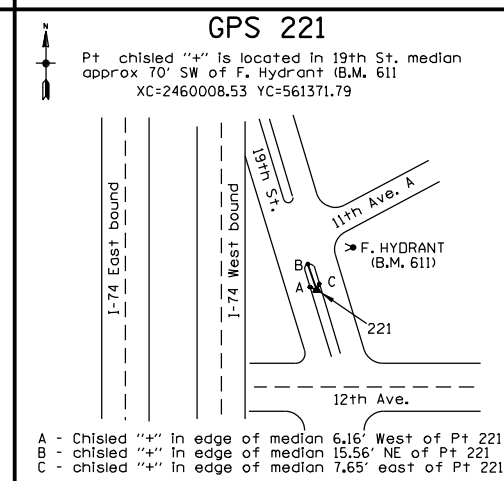 GPS 221
N
Pt chisled "+" is located in 19th St. median
approx 70' SW of F. Hydrant (B.M. 611
XC=2460008.53 YC=561371.79
I-74 East bound
I-74 West bound
19th St.
11th Ave. A
F. HYDRANT
(B.M. 611)
B
A
C
221
12th Ave.
A - Chisled "+" in edge of median 6.16' West of Pt 221
B - chisled "+" in edge of median 15.56' NE of Pt 221
C - chisled "+" in edge of median 7.65' east of Pt 221